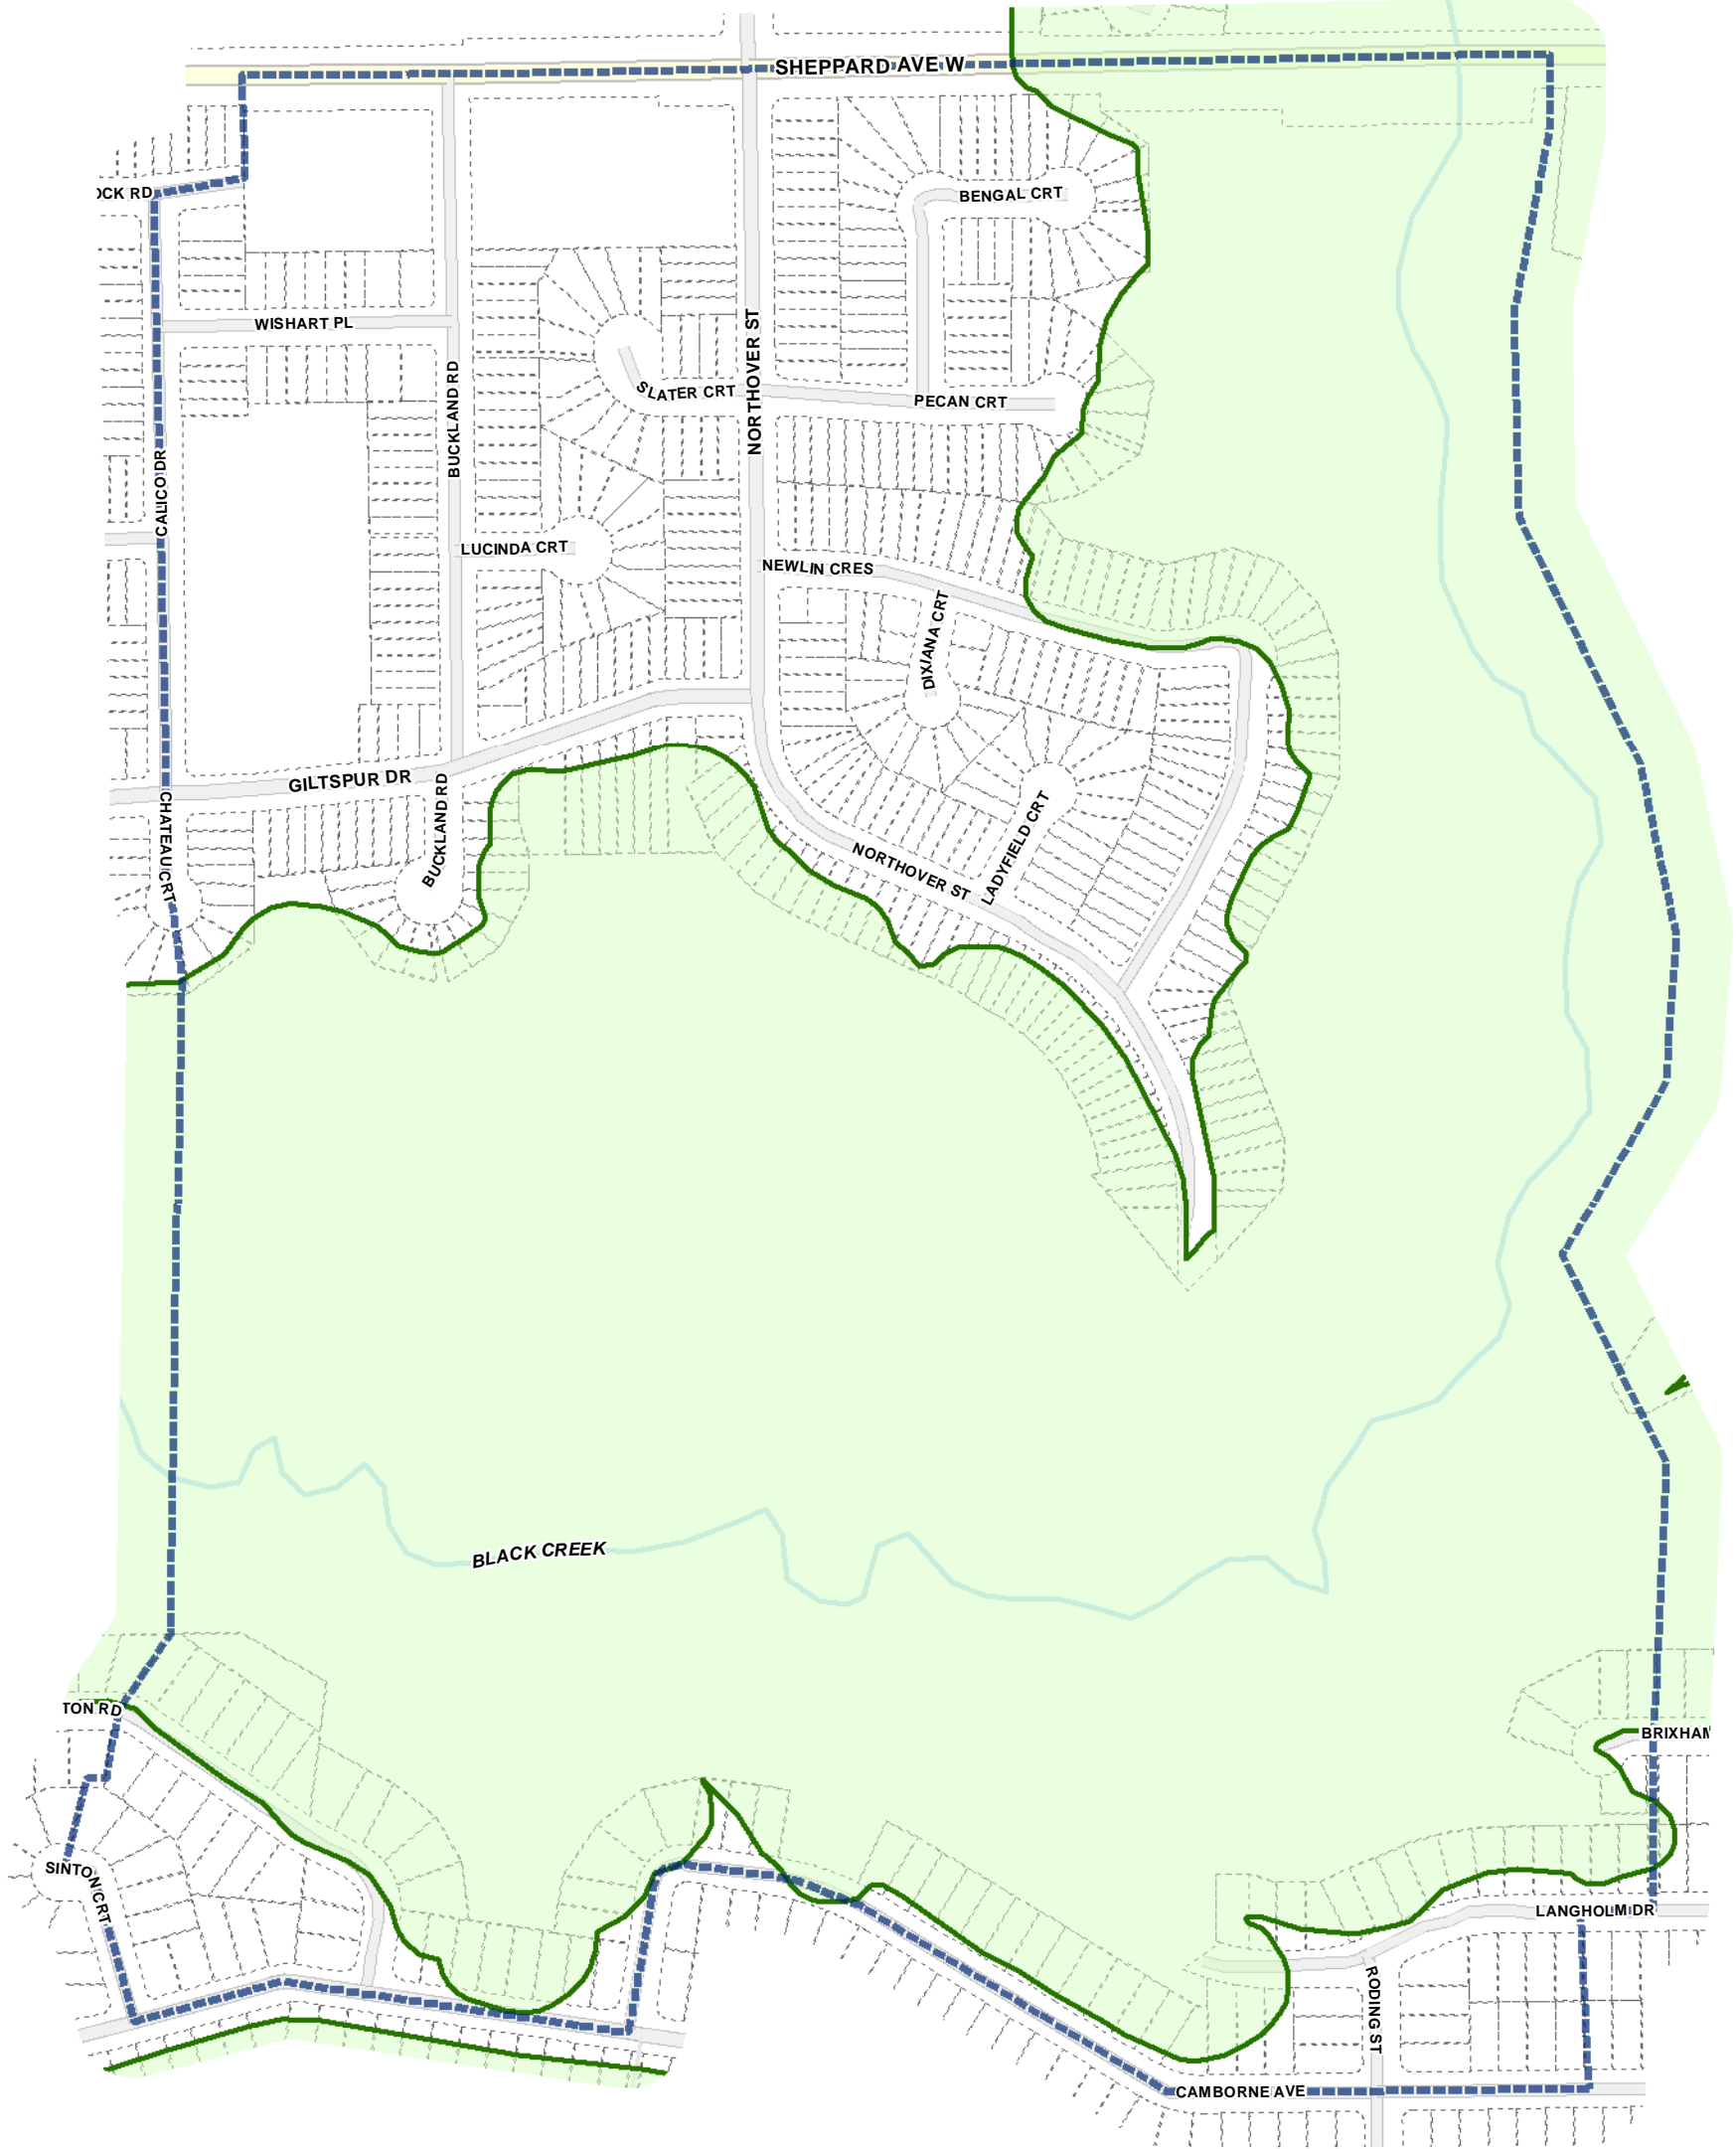 SHEPPARD AVE W
OCK RD
BENGAL CRT
WISHART PL
NORTHOVER ST
BUCKLAND RD
SLATER CRT
PECAN CRT
CALICO DR
LUCINDA CRT
NEWLIN CRES
DIXIANA CRT
GILTSPUR DR
CHATEAU CRT
BUCKLAND RD
LADYFIELD CRT
NORTHOVER ST
BLACK CREEK
TON RD
BRIXHAM
SINTON CRT
LANGHOLM DR
RODING ST
CAMBORNE AVE